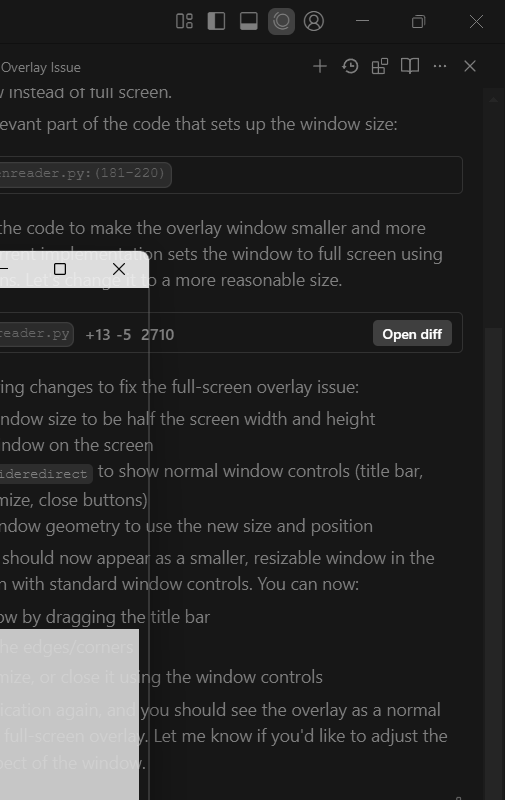 Overlay Issue
instead of full screen.
evant part of the code that sets up the window size:
enreader.py:(181-220)
the code to make the overlay window smaller and more
rrent implementation sets the window to full screen using
ns. Let's change it to a more reasonable size.
reader.py +13 -5 2710 Open diff
ing changes to fix the full-screen overlay issue:
ndow size to be half the screen width and height
ndow on the screen
ideredirect to show normal window controls (title bar,
mize, close buttons)
ndow geometry to use the new size and position
should now appear as a smaller, resizable window in the
n with standard window controls. You can now:
ow by dragging the title bar
he edges/corners
mize, or close it using the window controls
ication again, and you should see the overlay as a normal
full-screen overlay. Let me know if you'd like to adjust the
pect of the window.